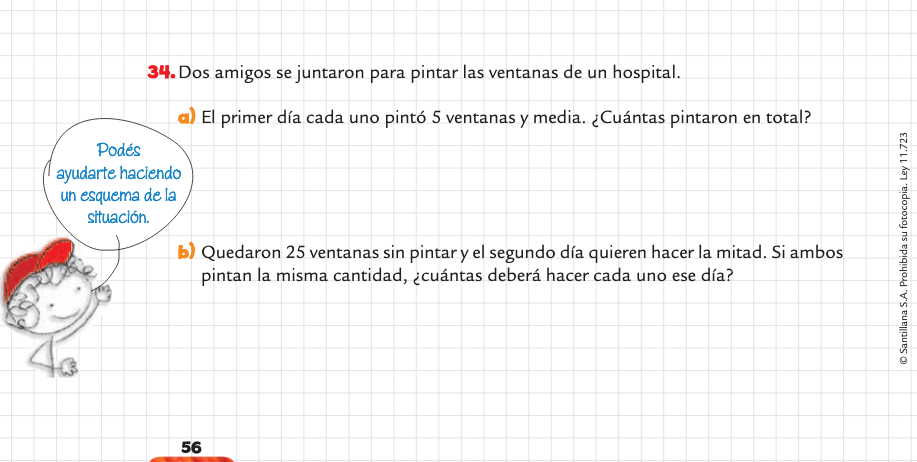 34. Dos amigos se juntaron para pintar las ventanas de un hospital.
a) El primer día cada uno pintó 5 ventanas y media. ¿Cuántas pintaron en total?
Podés
ayudarte haciendo
un esquema de la
situación.
b) Quedaron 25 ventanas sin pintar y el segundo día quieren hacer la mitad. Si ambos
pintan la misma cantidad, ¿cuántas deberá hacer cada uno ese día?
© Santillana S.A. Prohibida su fotocopia. Ley 11.723
56